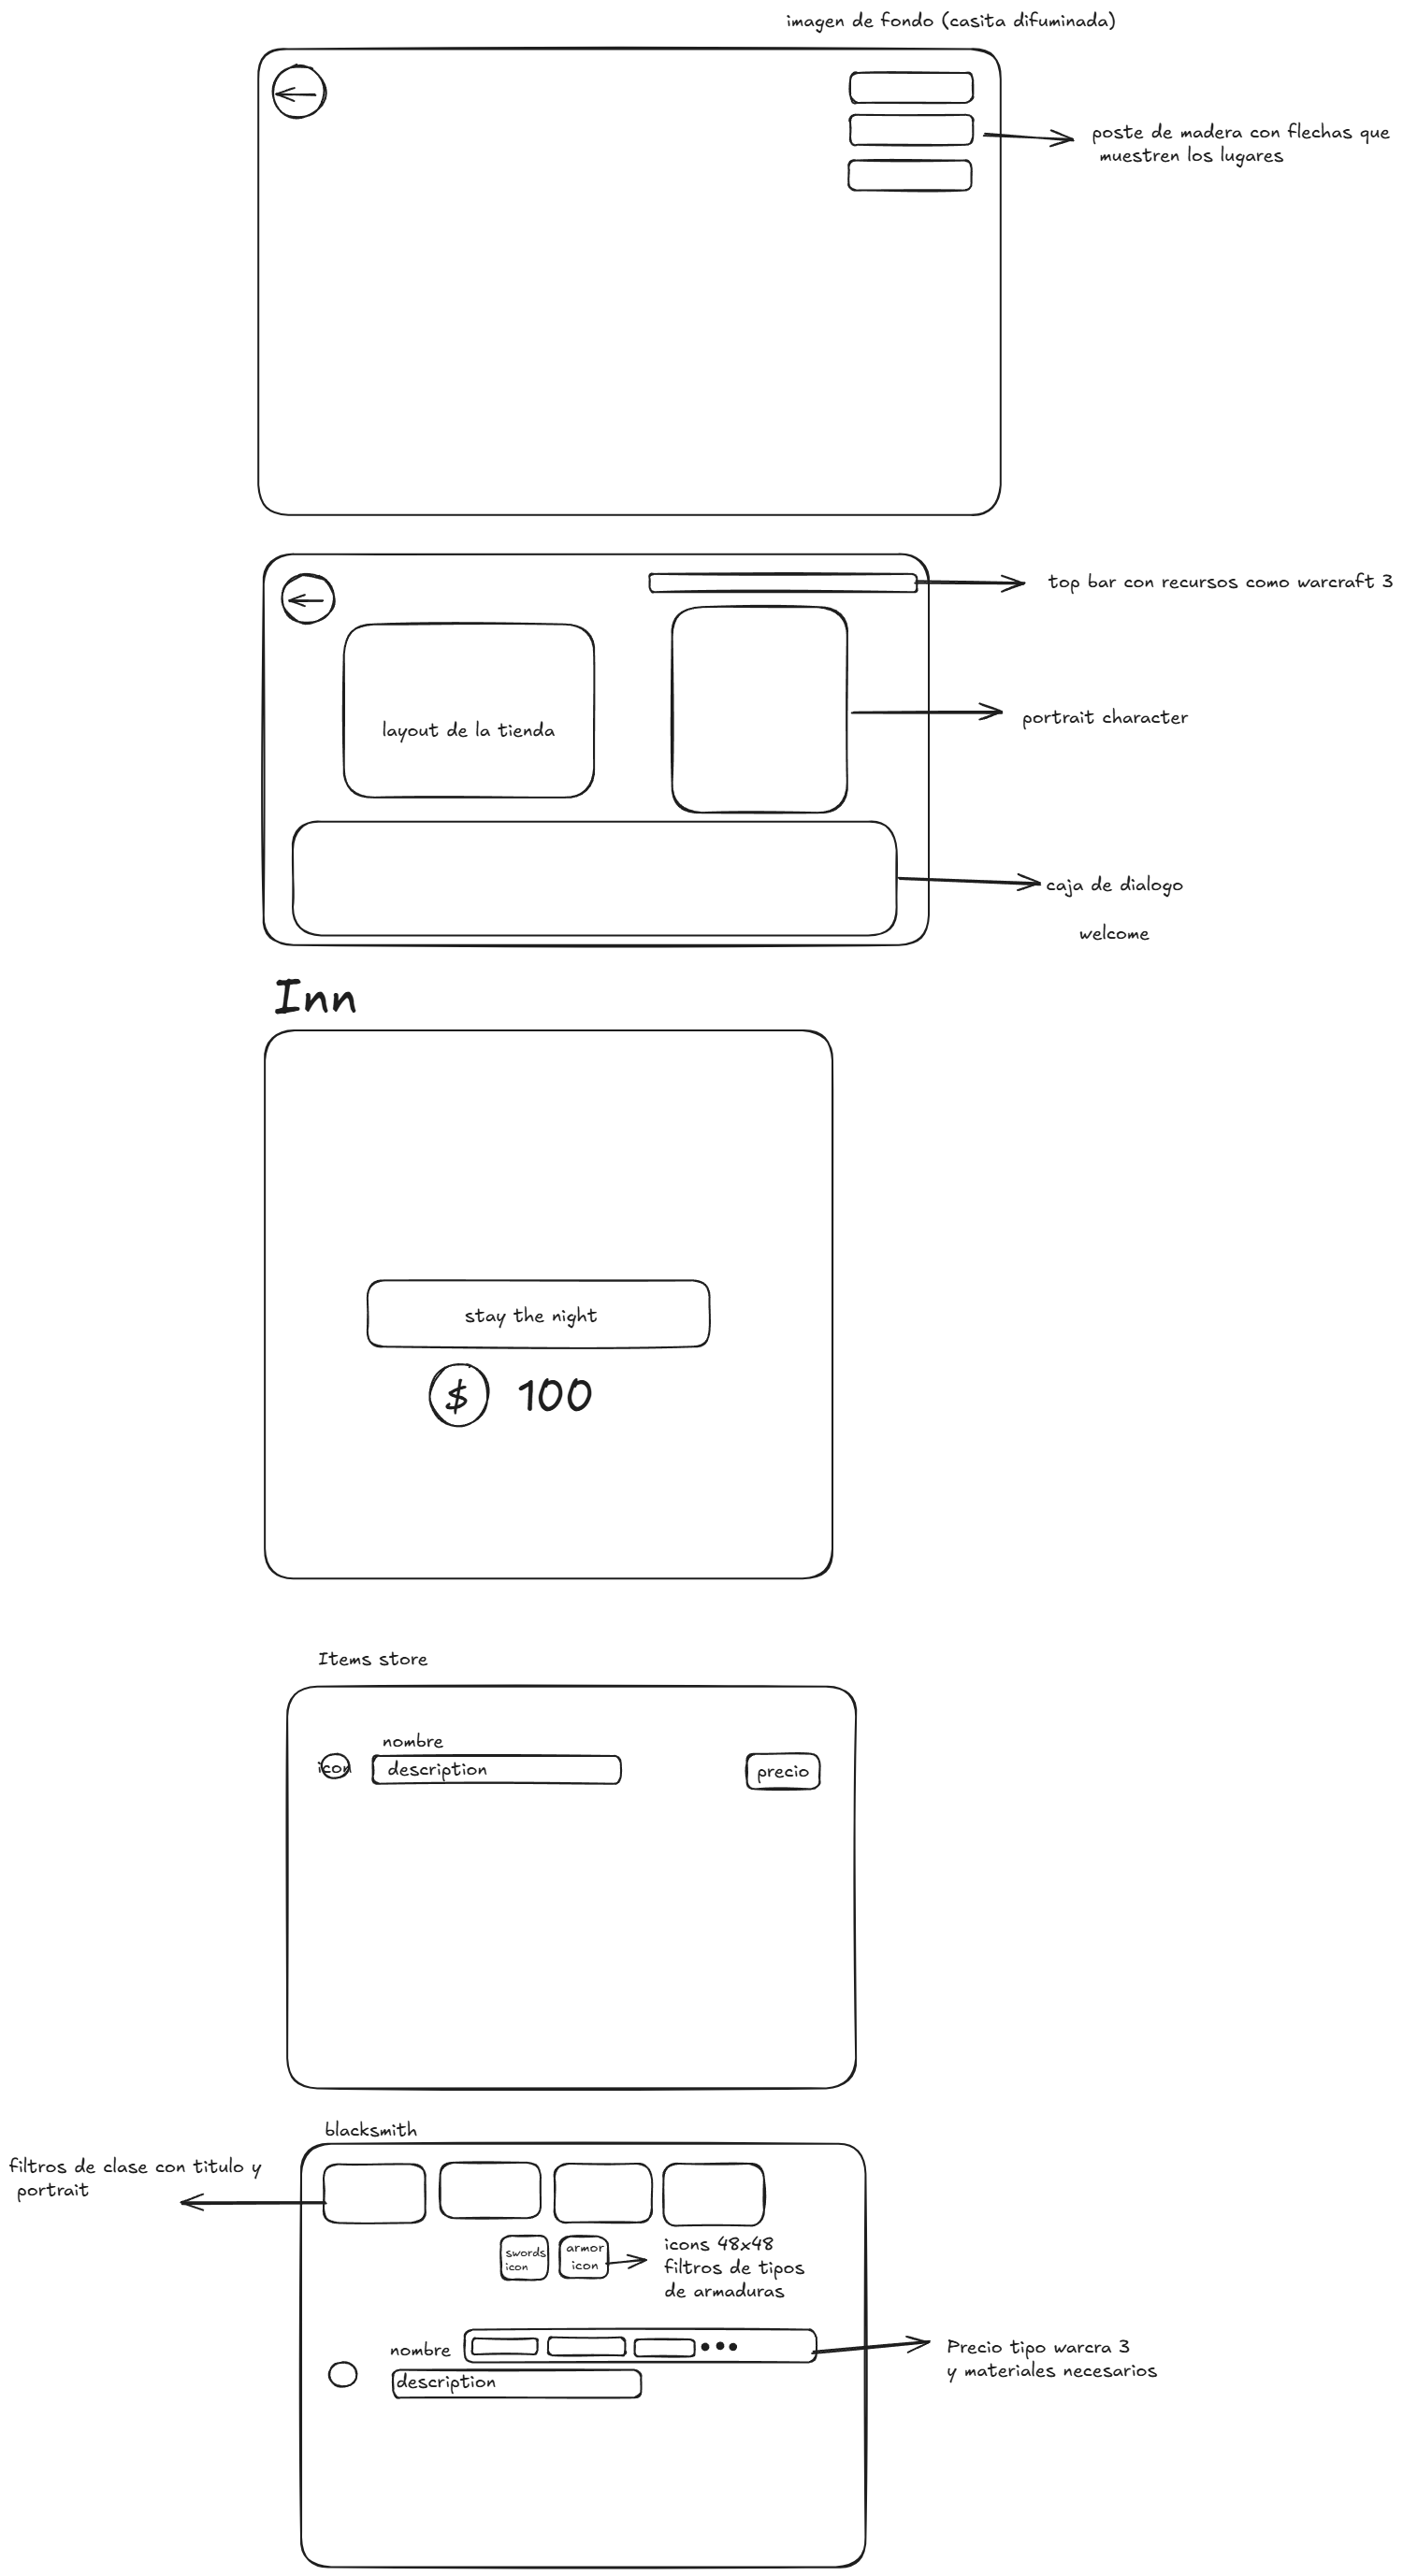 imagen de fondo (casita difuminada)
poste de madera con flechas que
muestren los lugares
top bar con recursos como warcraft 3
layout de la tienda
portrait character
caja de dialogo
welcome
Inn
stay the night
$ 100
Items store
nombre
icon
description
precio
blacksmith
filtros de clase con titulo y
portrait
swords
icon
armor
icon
icons 48x48
filtros de tipos
de armaduras
nombre
description
Precio tipo warcra 3
y materiales necesarios